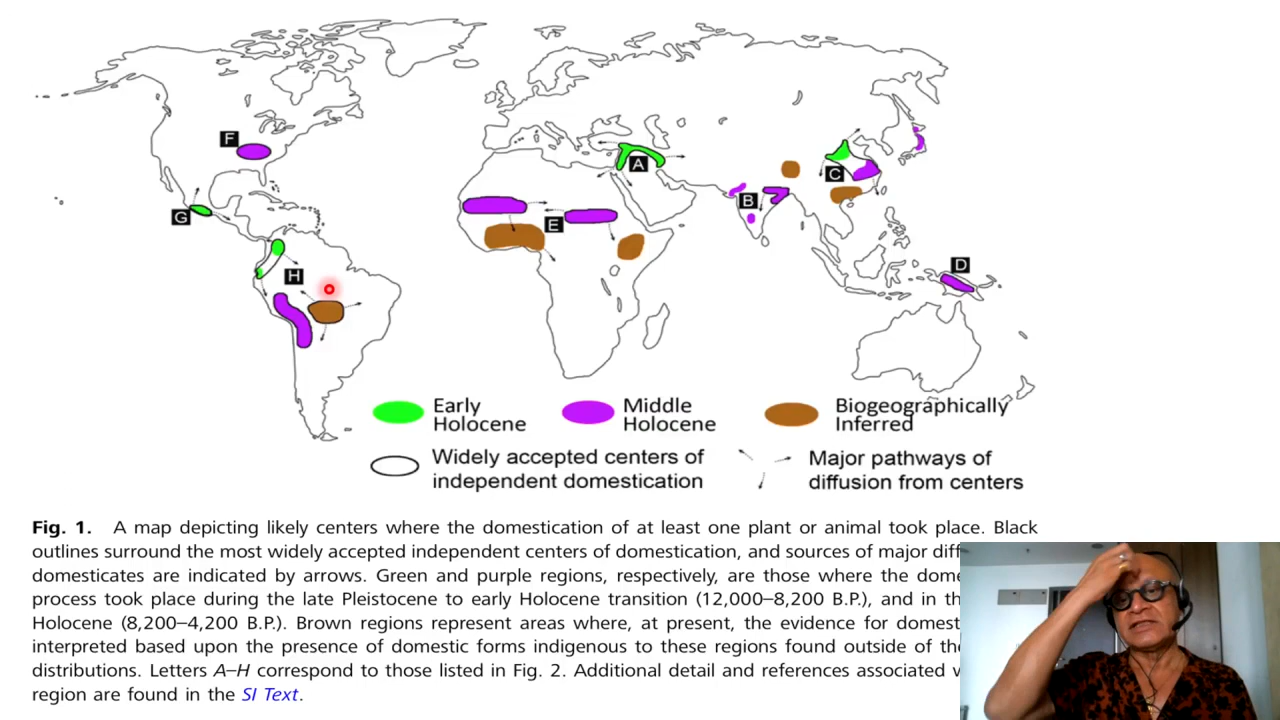 F
A
C
B
G
E
D
H
Early
Holocene
Middle
Holocene
Biogeographically
Inferred
Widely accepted centers of
independent domestication
Major pathways of
diffusion from centers
Fig. 1. A map depicting likely centers where the domestication of at least one plant or animal took place. Black
outlines surround the most widely accepted independent centers of domestication, and sources of major diff
domesticates are indicated by arrows. Green and purple regions, respectively, are those where the dome
process took place during the late Pleistocene to early Holocene transition (12,000–8,200 B.P.), and in th
Holocene (8,200–4,200 B.P.). Brown regions represent areas where, at present, the evidence for domest
interpreted based upon the presence of domestic forms indigenous to these regions found outside of the
distributions. Letters A–H correspond to those listed in Fig. 2. Additional detail and references associated
region are found in the SI Text.